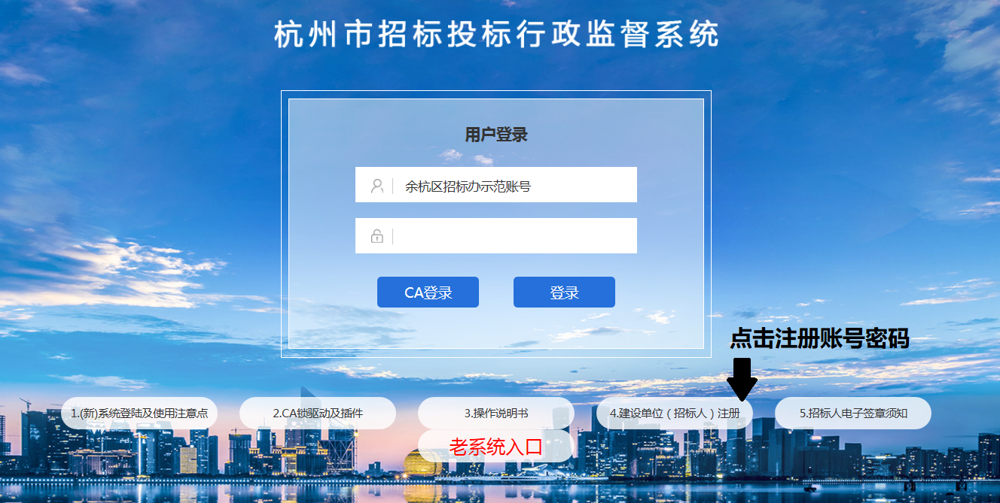 杭州市招标投标行政监督系统
用户登录
余杭区招标办示范账号
CA登录
登录
点击注册账号密码
1.(新)系统登陆及使用注意点
2.CA锁驱动及插件
3.操作说明书
4.建设单位（招标人）注册
5.招标人电子签章须知
老系统入口